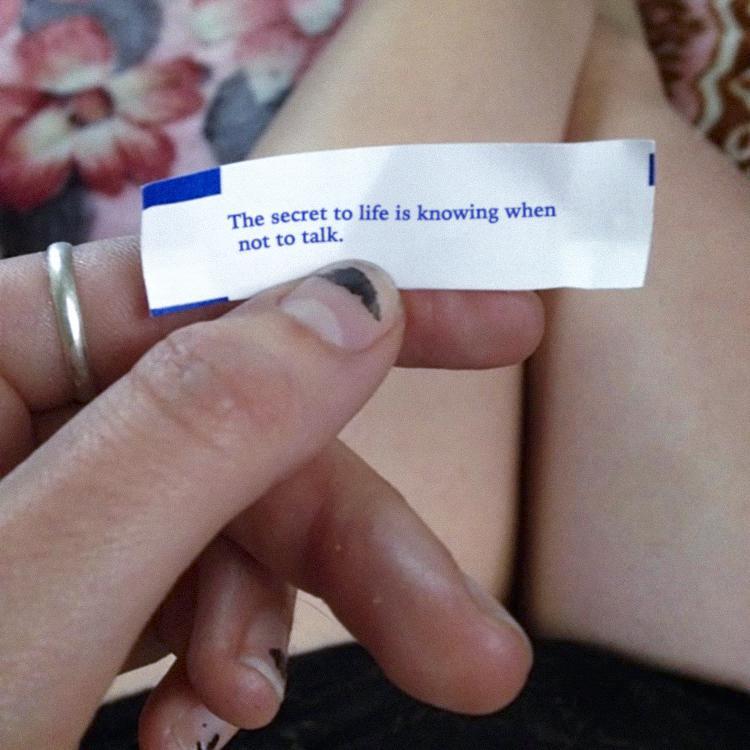 The secret to life is knowing when
not to talk.